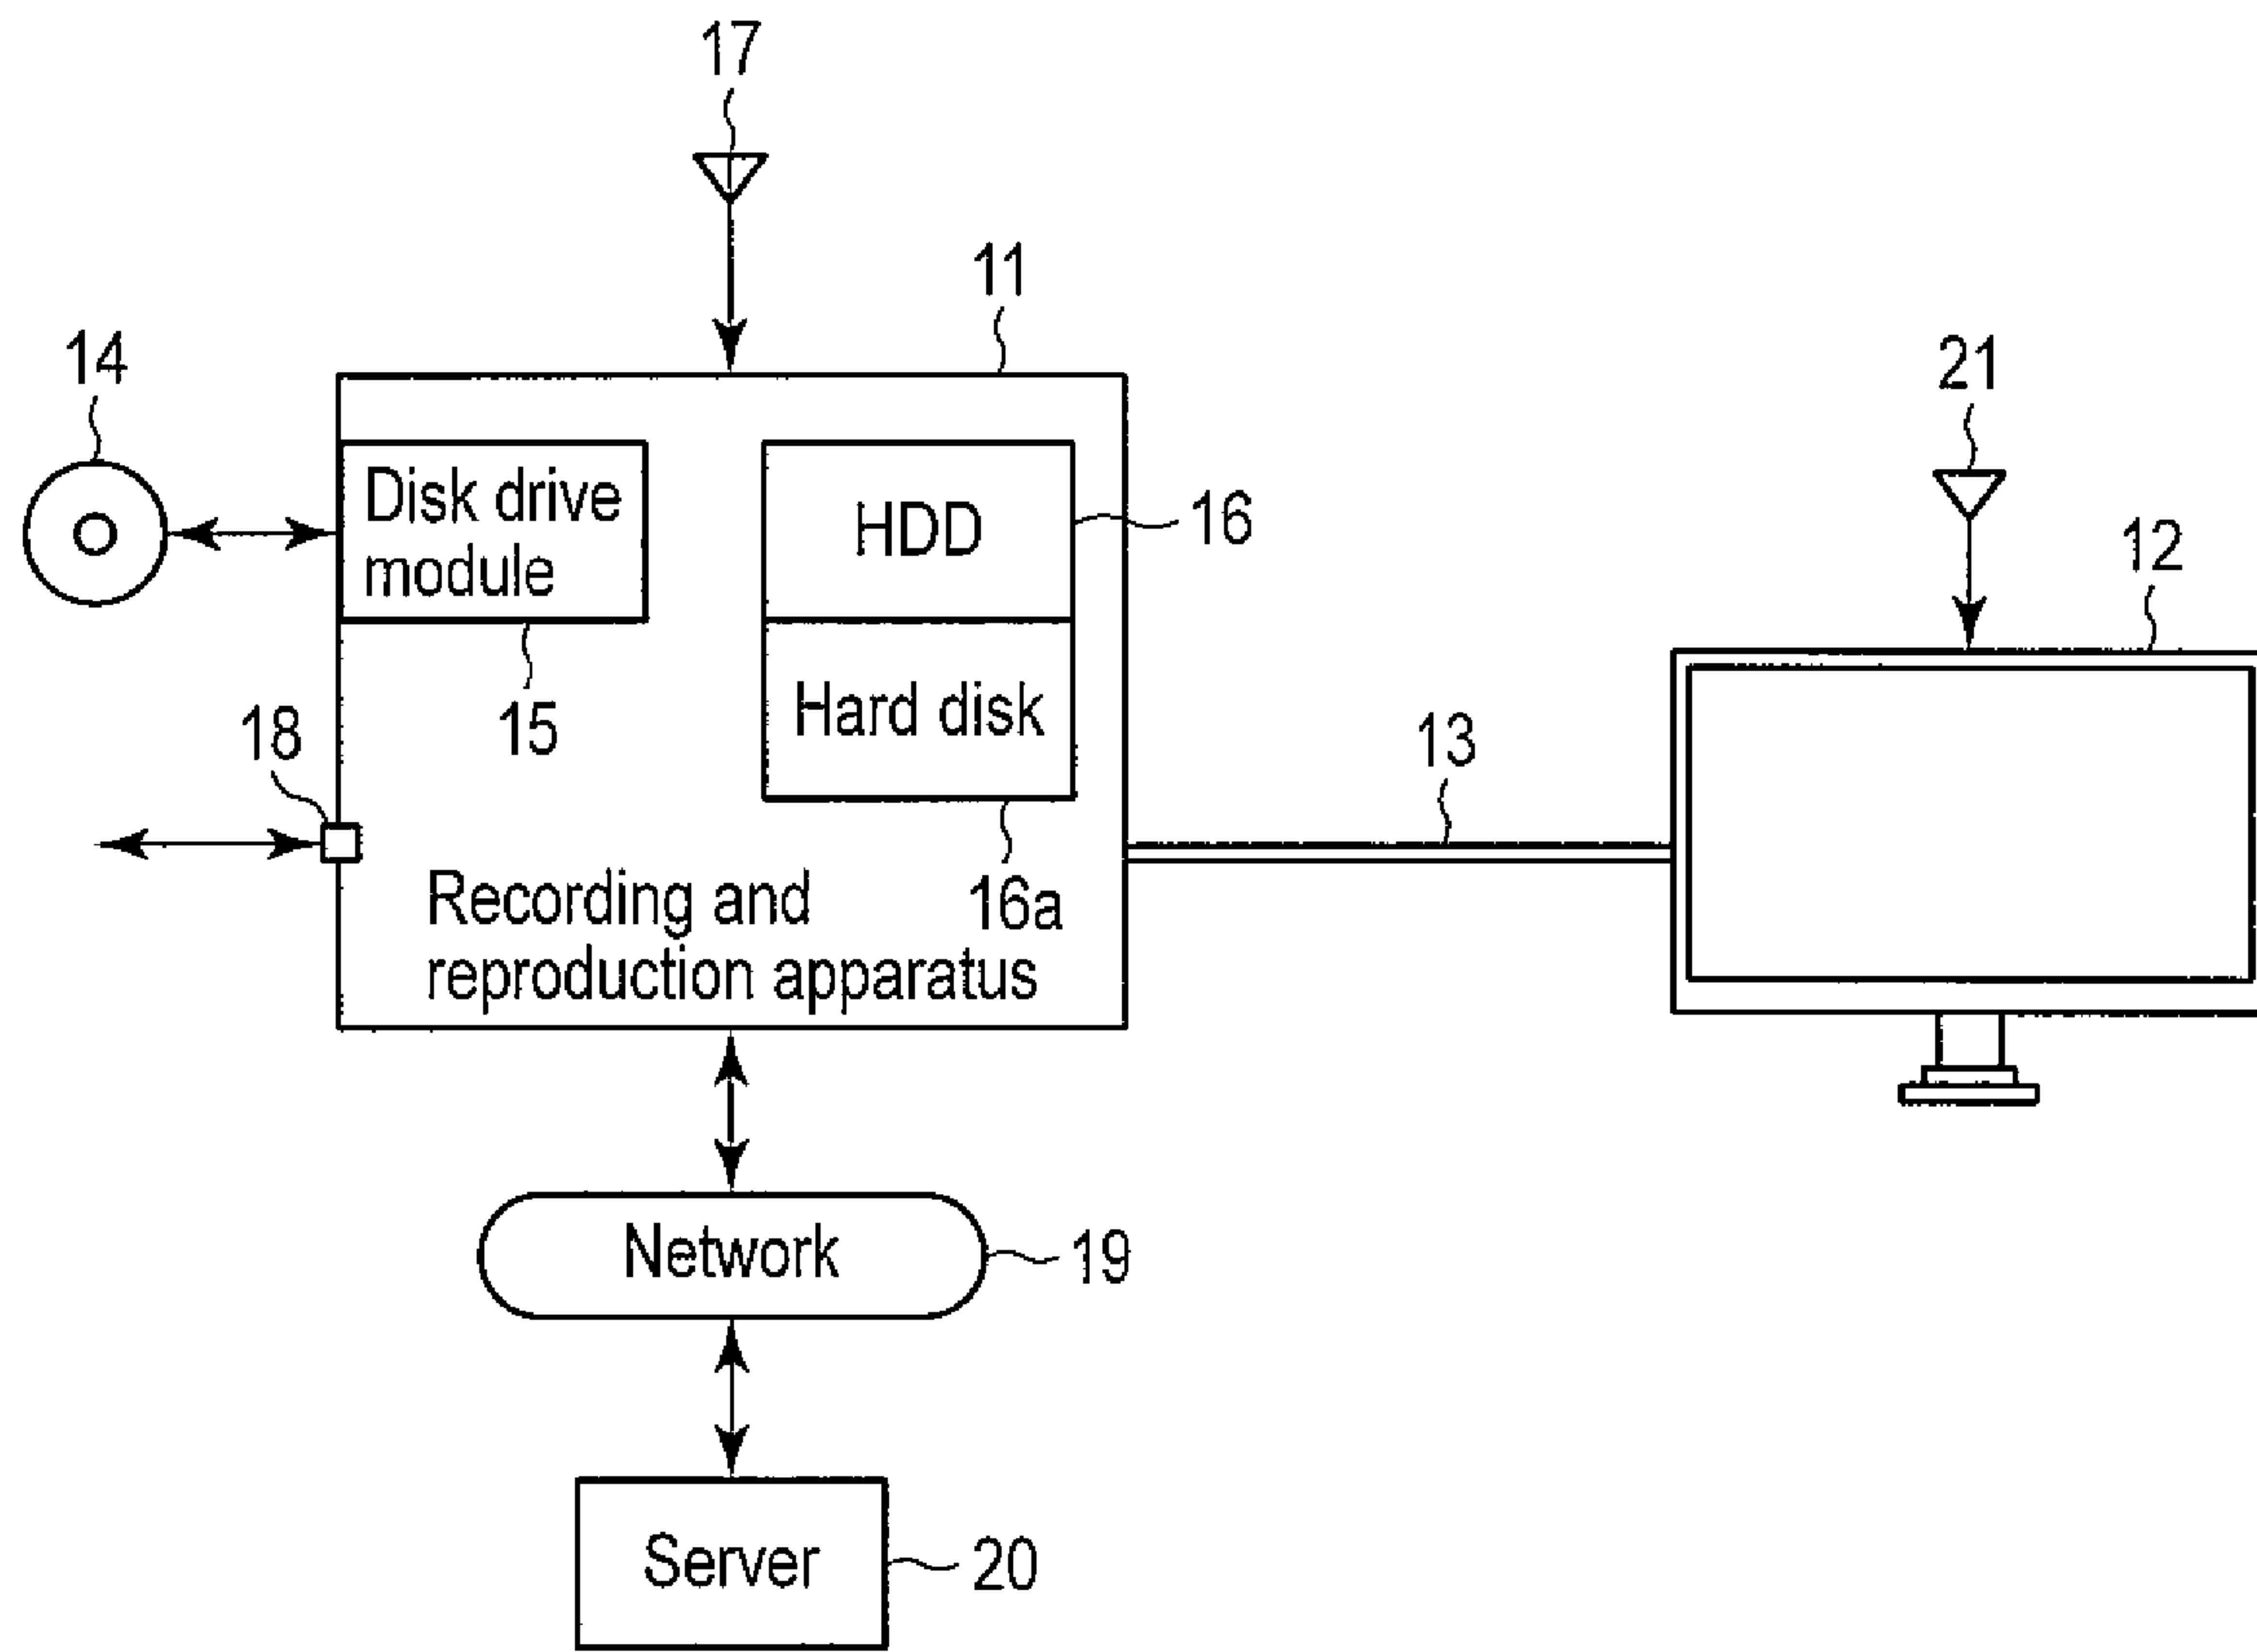 17
11
14
21
Disk drive
module
HDD
16
12
Hard disk
18
15
13
Recording and
reproduction apparatus
16a
Network
19
Server
20